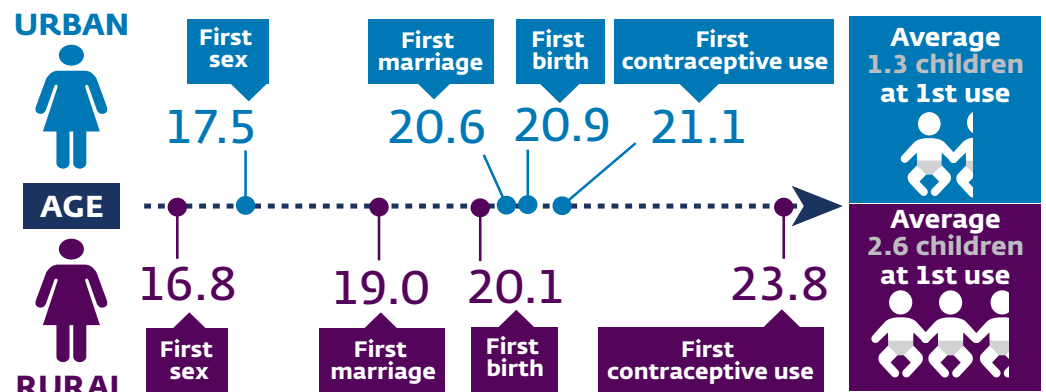 URBAN
First
sex
First
marriage
First
birth
First
contraceptive use
17.5
20.6
20.9
21.1
Average
1.3 children
at 1st use
AGE
16.8
19.0
20.1
23.8
First
sex
First
marriage
First
birth
First
contraceptive use
Average
2.6 children
at 1st use
RURAL